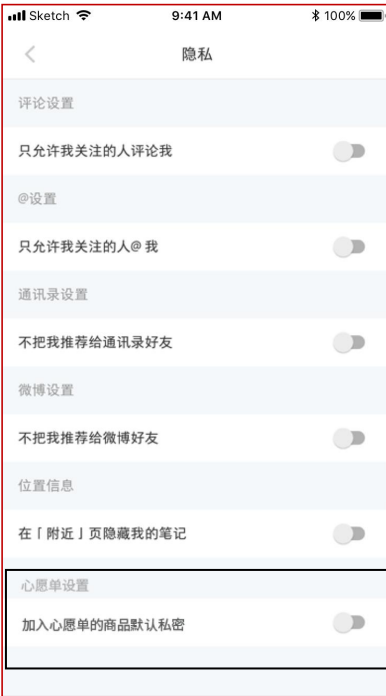 Sketch 9:41 AM 100%
隐私
评论设置
只允许我关注的人评论我
@设置
只允许我关注的人@ 我
通讯录设置
不把我推荐给通讯录好友
微博设置
不把我推荐给微博好友
位置信息
在「附近」页隐藏我的笔记
心愿单设置
加入心愿单的商品默认私密